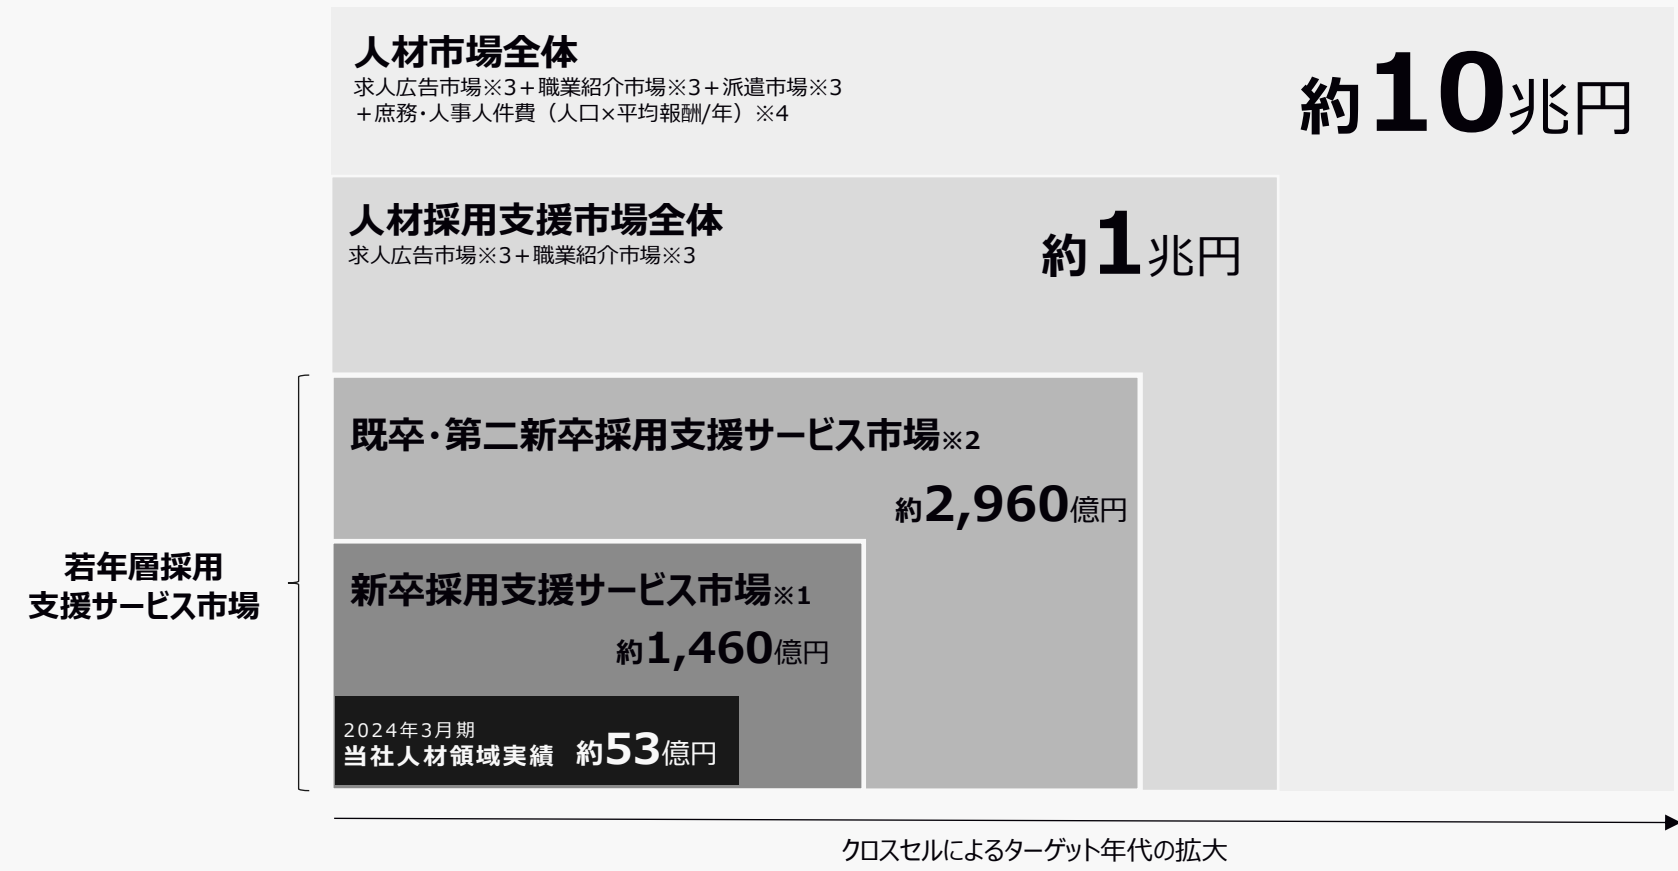 人材市場全体
求人広告市場※3＋職業紹介市場※3＋派遣市場※3
＋庶務・人事人件費（人口×平均報酬/年）※4
約10兆円
人材採用支援市場全体
求人広告市場※3＋職業紹介市場※3
約1兆円
既卒・第二新卒採用支援サービス市場※2
約2,960億円
若年層採用
支援サービス市場
新卒採用支援サービス市場※1
約1,460億円
2024年3月期
当社人材領域実績 約53億円
クロスセルによるターゲット年代の拡大